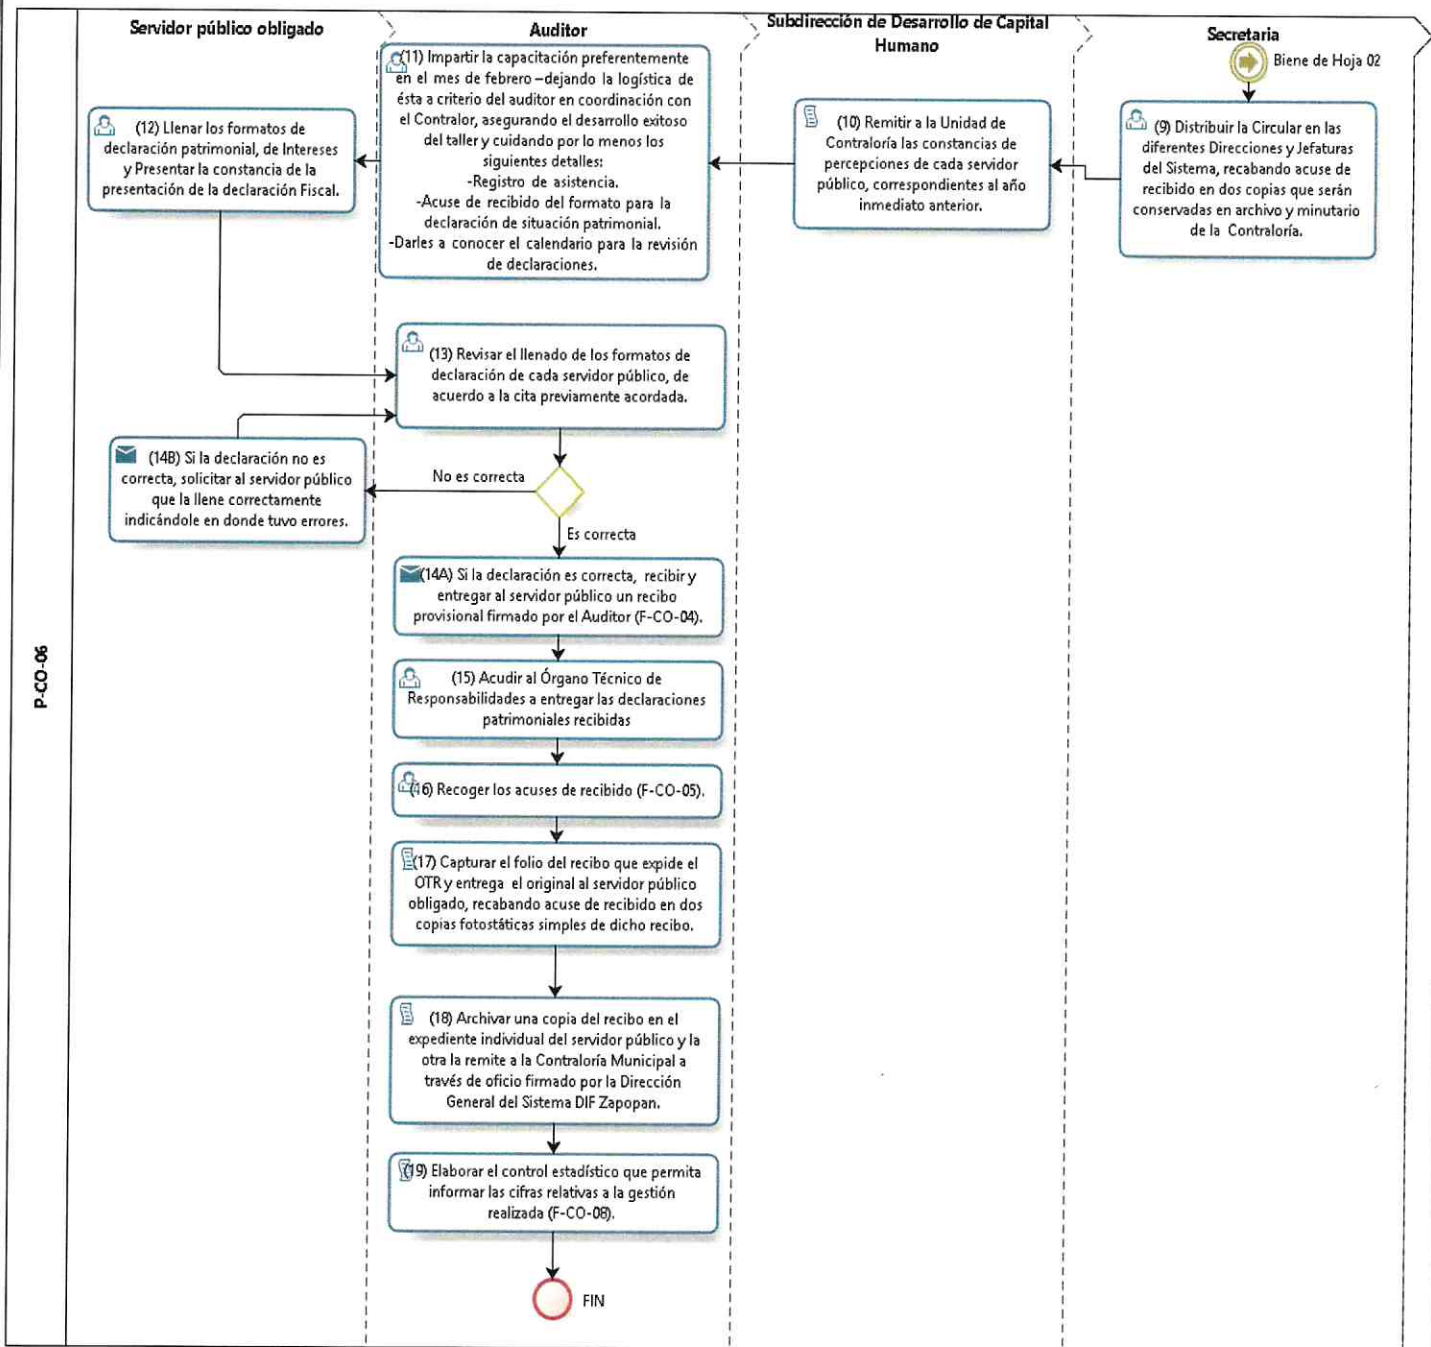 Servidor público obligado
Auditor
Subdirección de Desarrollo de Capital
Humano
Secretaria
Biene de Hoja 02
(9) Distribuir la Circular en las
diferentes Direcciones y Jefaturas
del Sistema, recabando acuse de
recibido en dos copias que serán
conservadas en archivo y minutario
de la Contraloría.
(10) Remitir a la Unidad de
Contraloría las constancias de
percepciones de cada servidor
público, correspondientes al año
inmediato anterior.
(11) Impartir la capacitación preferentemente
en el mes de febrero –dejando la logística de
ésta a criterio del auditor en coordinación con
el Contralor, asegurando el desarrollo exitoso
del taller y cuidando por lo menos los
siguientes detalles:
-Registro de asistencia.
-Acuse de recibido del formato para la
declaración de situación patrimonial.
-Darles a conocer el calendario para la revisión
de declaraciones.
(12) Llenar los formatos de
declaración patrimonial, de Intereses
y Presentar la constancia de la
presentación de la declaración Fiscal.
(13) Revisar el llenado de los formatos de
declaración de cada servidor público, de
acuerdo a la cita previamente acordada.
No es correcta
(14B) Si la declaración no es
correcta, solicitar al servidor público
que la llene correctamente
indicándole en donde tuvo errores.
Es correcta
(14A) Si la declaración es correcta, recibir y
entregar al servidor público un recibo
provisional firmado por el Auditor (F-CO-04).
(15) Acudir al Órgano Técnico de
Responsabilidades a entregar las declaraciones
patrimoniales recibidas
(16) Recoger los acuses de recibido (F-CO-05).
(17) Capturar el folio del recibo que expide el
OTR y entrega el original al servidor público
obligado, recabando acuse de recibido en dos
copias fotostáticas simples de dicho recibo.
(18) Archivar una copia del recibo en el
expediente individual del servidor público y la
otra la remite a la Contraloría Municipal a
través de oficio firmado por la Dirección
General del Sistema DIF Zapopan.
(19) Elaborar el control estadístico que permita
informar las cifras relativas a la gestión
realizada (F-CO-08).
FIN
P-CO-06